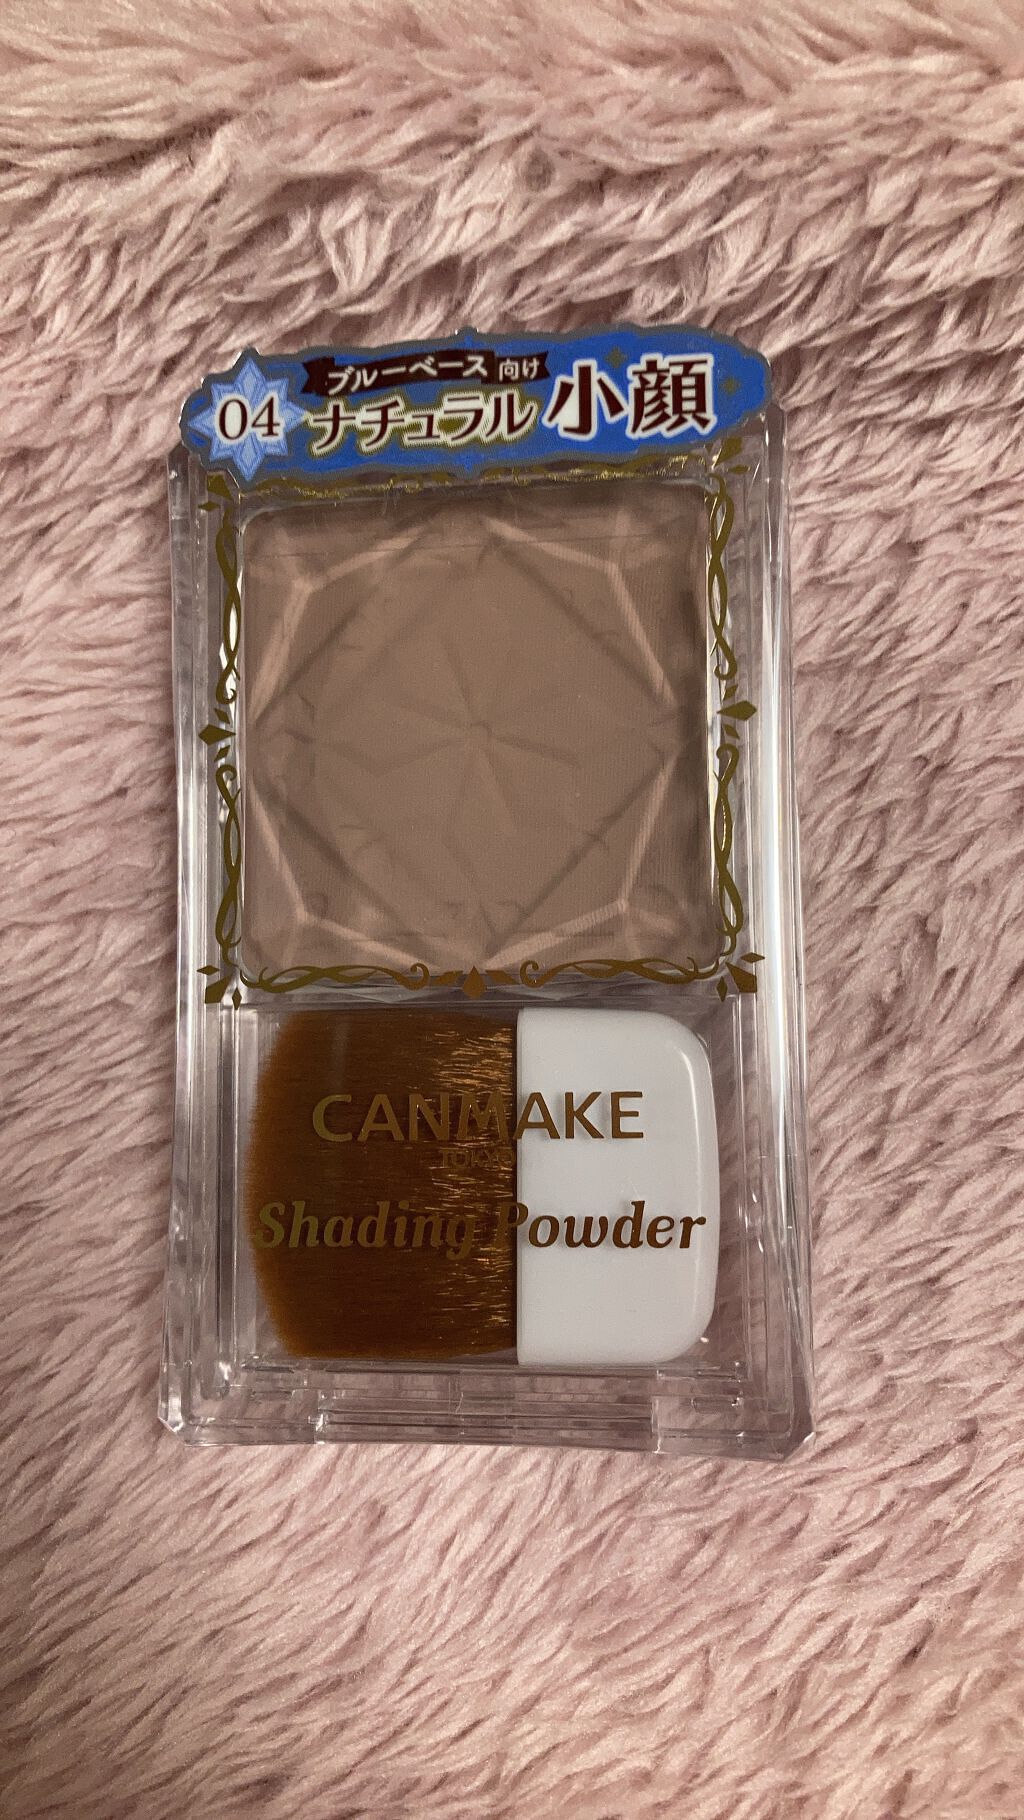 04
ブルーベース向け
ナチュラル小顔
CANMAKE
TOKYO
Shading Powder